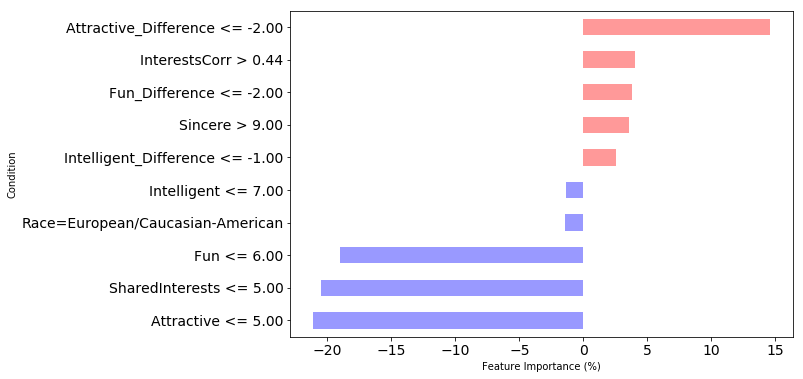 Attractive_Difference <= -2.00
InterestsCorr > 0.44
Fun_Difference <= -2.00
Sincere > 9.00
Intelligent_Difference <= -1.00
Intelligent <= 7.00
Race=European/Caucasian-American
Fun <= 6.00
SharedInterests <= 5.00
Attractive <= 5.00
Condition
−20 −15 −10 −5 0 5 10 15
Feature Importance (%)